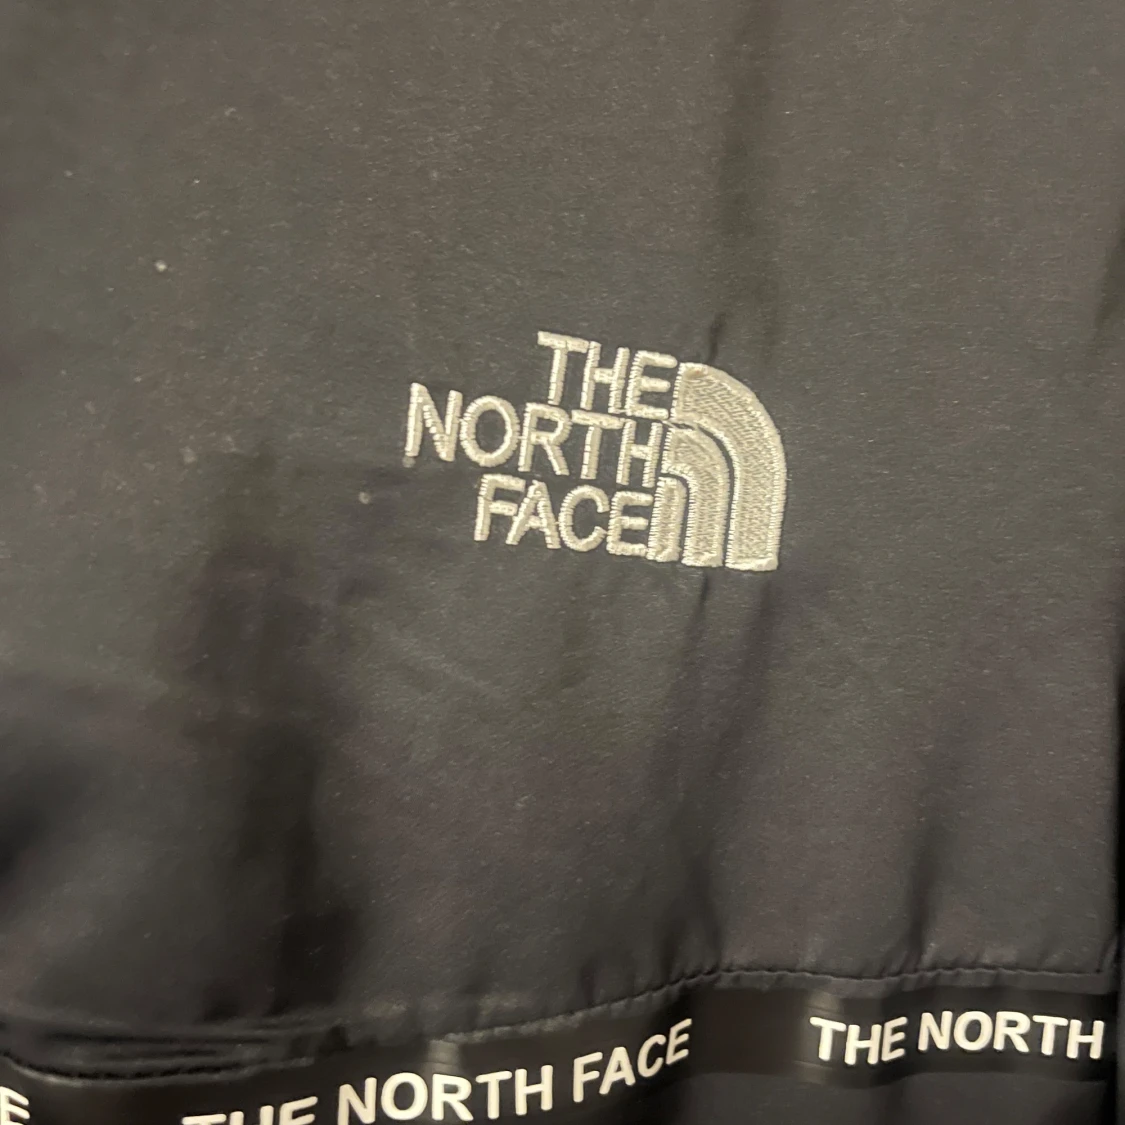 THE
NORTH
FACE
E
THE NORTH FACE
THE NORTH